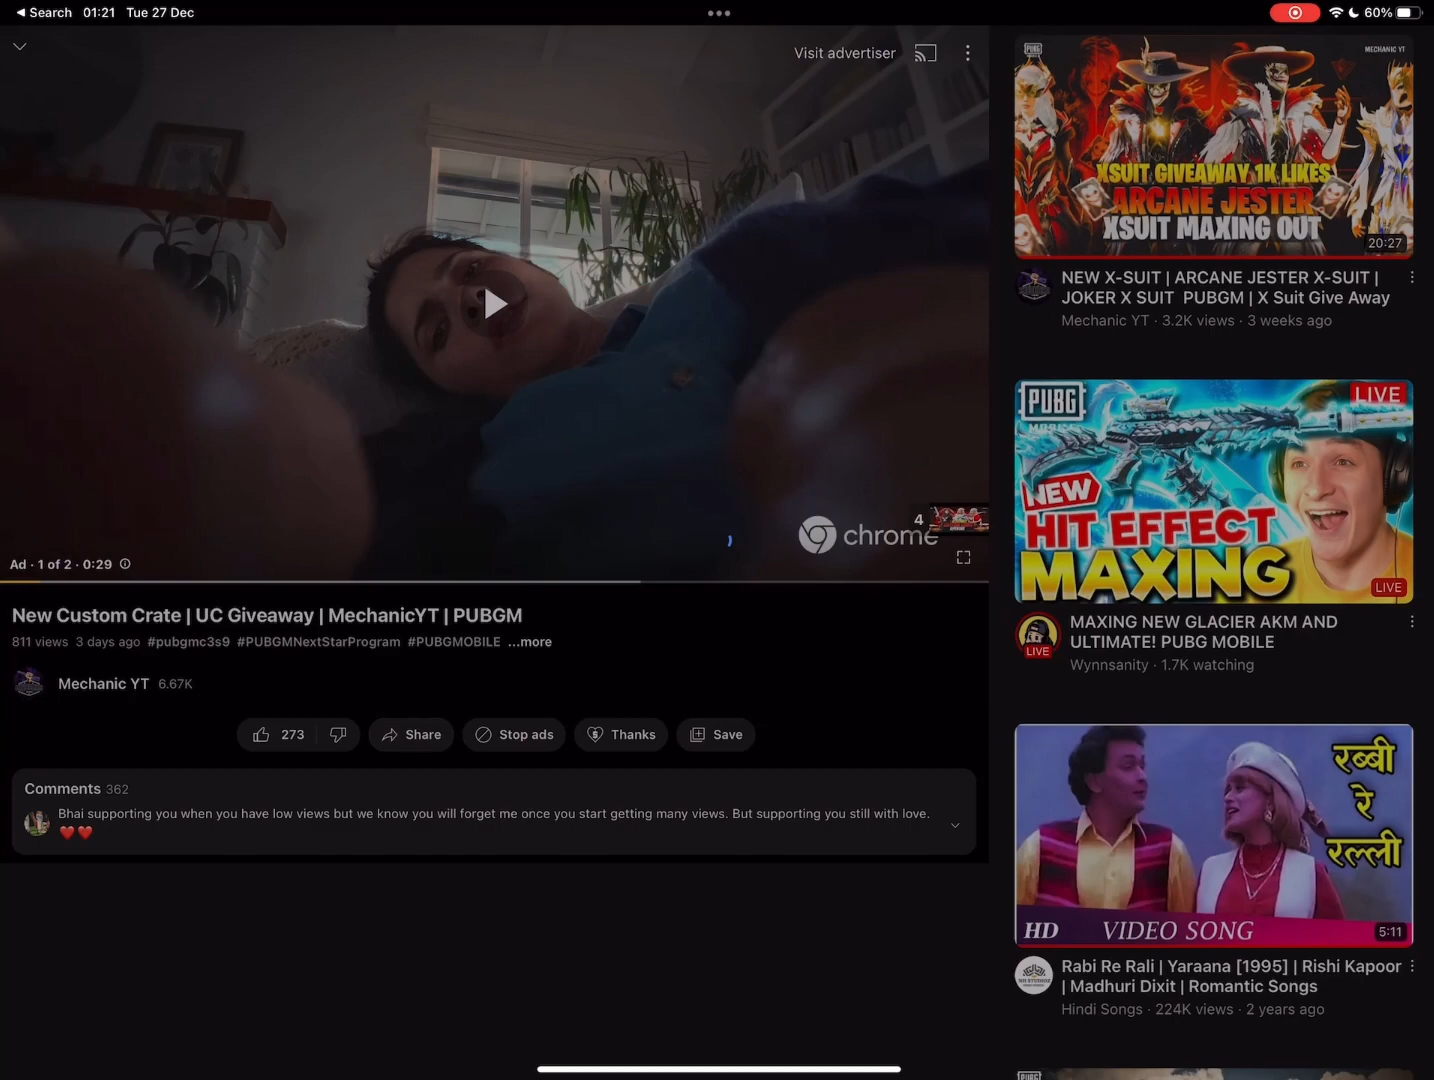 Search 01:21 Tue 27 Dec
60%
Visit advertiser
4
chrome
Ad · 1 of 2 · 0:29
New Custom Crate | UC Giveaway | MechanicYT | PUBGM
811 views 3 days ago #pubgmc3s9 #PUBGMNextStarProgram #PUBGMOBILE ...more
Mechanic YT 6.67K
273
Share
Stop ads
Thanks
Save
Comments 362
Bhai supporting you when you have low views but we know you will forget me once you start getting many views. But supporting you still with love.
❤️❤️
PUBG
MECHANIC YT
XSUIT GIVEAWAY 1K LIKES
ARCANE JESTER
XSUIT MAXING OUT
20:27
NEW X-SUIT | ARCANE JESTER X-SUIT |
JOKER X SUIT PUBGM | X Suit Give Away
Mechanic YT · 3.2K views · 3 weeks ago
PUBG
MOBILE
LIVE
NEW
HIT EFFECT
MAXING
LIVE
LIVE
MAXING NEW GLACIER AKM AND
ULTIMATE! PUBG MOBILE
Wynnsanity · 1.7K watching
रब्बी
रे
रल्ली
HD VIDEO SONG
5:11
Rabi Re Rali | Yaraana [1995] | Rishi Kapoor
| Madhuri Dixit | Romantic Songs
Hindi Songs · 224K views · 2 years ago
PUBG